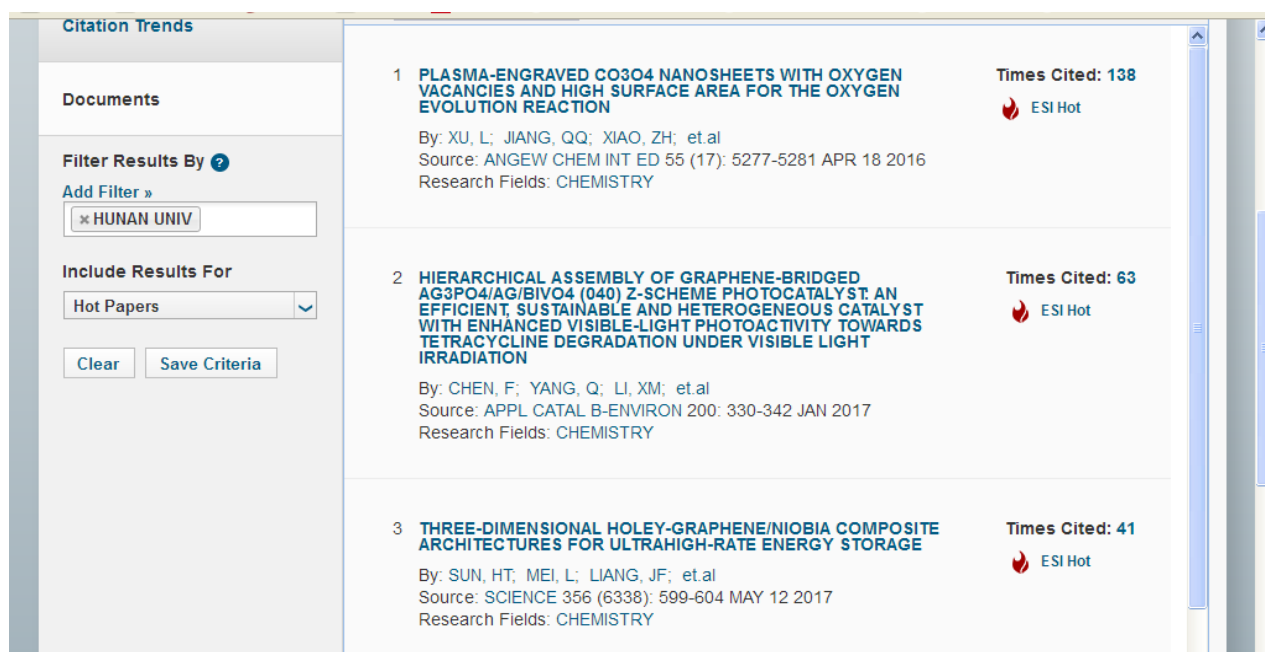 Citation Trends
Documents
Filter Results By ?
Add Filter »
× HUNAN UNIV
Include Results For
Hot Papers
Clear Save Criteria
1 PLASMA-ENGRAVED CO3O4 NANOSHEETS WITH OXYGEN
VACANCIES AND HIGH SURFACE AREA FOR THE OXYGEN
EVOLUTION REACTION
By: XU, L; JIANG, QQ; XIAO, ZH; et.al
Source: ANGEW CHEM INT ED 55 (17): 5277-5281 APR 18 2016
Research Fields: CHEMISTRY
Times Cited: 138
ESI Hot
2 HIERARCHICAL ASSEMBLY OF GRAPHENE-BRIDGED
AG3PO4/AG/BIVO4 (040) Z-SCHEME PHOTOCATALYST: AN
EFFICIENT, SUSTAINABLE AND HETEROGENEOUS CATALYST
WITH ENHANCED VISIBLE-LIGHT PHOTOACTIVITY TOWARDS
TETRACYCLINE DEGRADATION UNDER VISIBLE LIGHT
IRRADIATION
By: CHEN, F; YANG, Q; LI, XM; et.al
Source: APPL CATAL B-ENVIRON 200: 330-342 JAN 2017
Research Fields: CHEMISTRY
Times Cited: 63
ESI Hot
3 THREE-DIMENSIONAL HOLEY-GRAPHENE/NIOBIA COMPOSITE
ARCHITECTURES FOR ULTRAHIGH-RATE ENERGY STORAGE
By: SUN, HT; MEI, L; LIANG, JF; et.al
Source: SCIENCE 356 (6338): 599-604 MAY 12 2017
Research Fields: CHEMISTRY
Times Cited: 41
ESI Hot